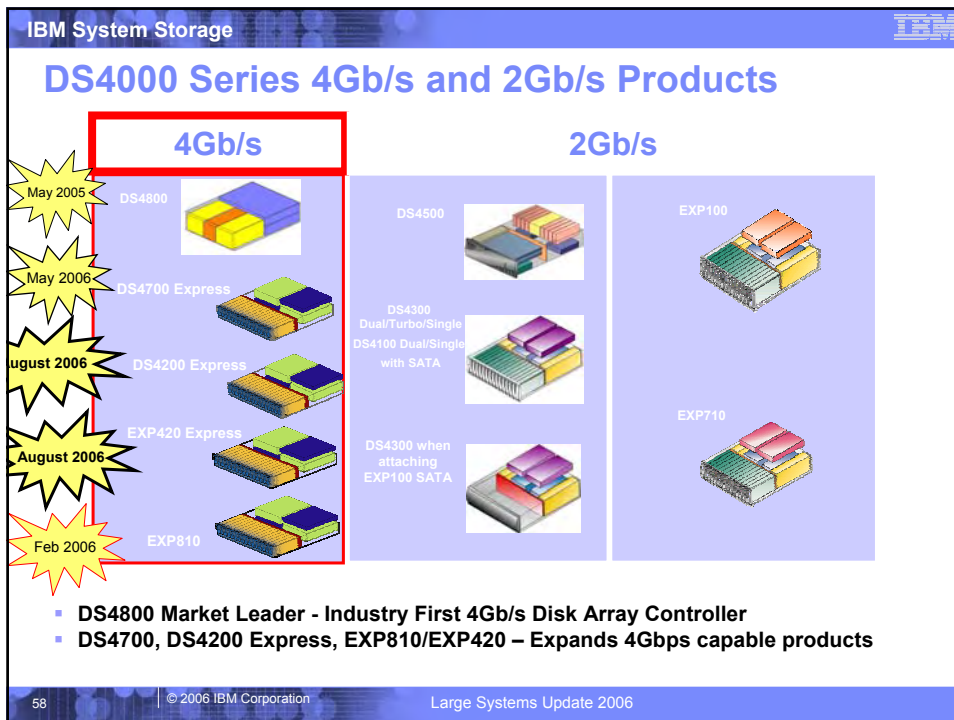 IBM System Storage
IBM
DS4000 Series 4Gb/s and 2Gb/s Products
4Gb/s
2Gb/s
May 2005
DS4800
May 2006
DS4700 Express
ugust 2006
DS4200 Express
August 2006
EXP420 Express
Feb 2006
EXP810
DS4500
DS4300
Dual/Turbo/Single
DS4100 Dual/Single
with SATA
DS4300 when
attaching
EXP100 SATA
EXP100
EXP710
DS4800 Market Leader - Industry First 4Gb/s Disk Array Controller
DS4700, DS4200 Express, EXP810/EXP420 – Expands 4Gbps capable products
58
© 2006 IBM Corporation
Large Systems Update 2006